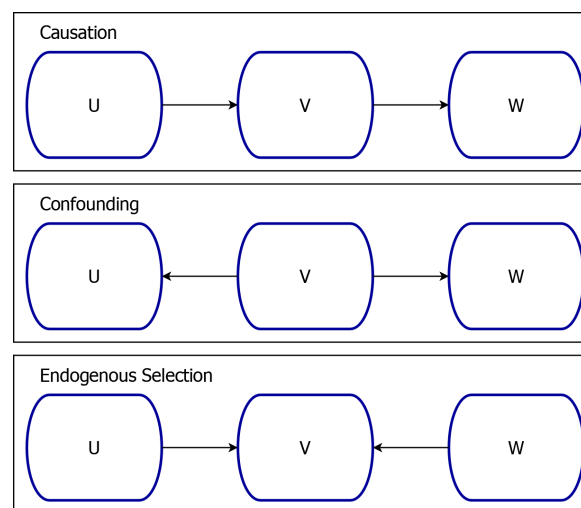 Causation
U V W
Confounding
U V W
Endogenous Selection
U V W